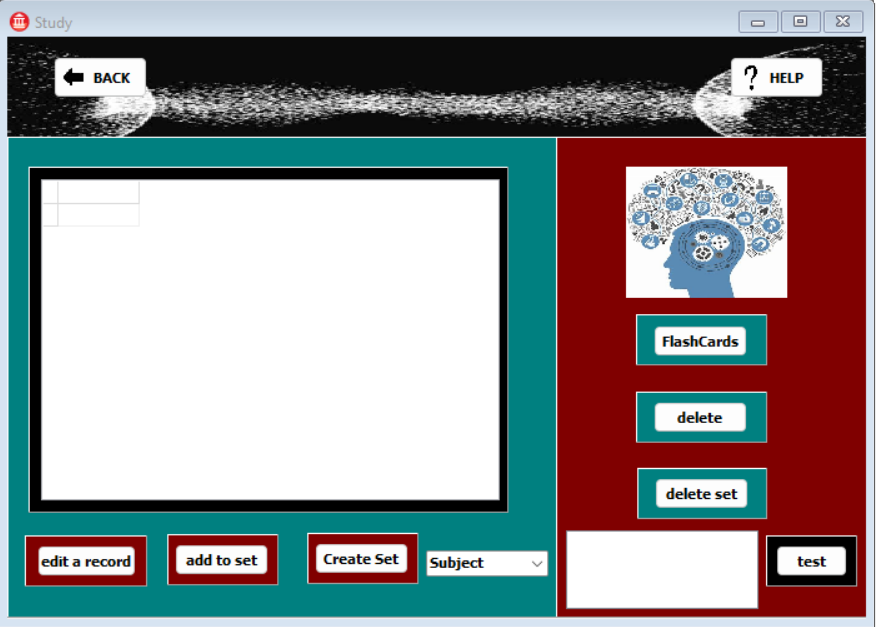 Study
BACK
HELP
FlashCards
delete
delete set
edit a record
add to set
Create Set
Subject
test